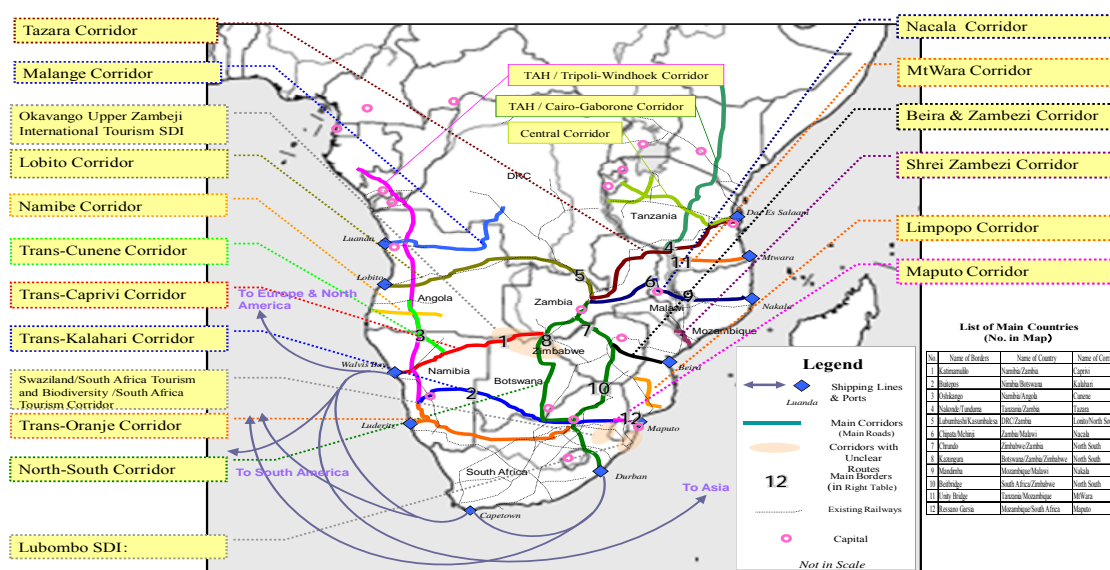 Tazara Corridor
Malange Corridor
Okavango Upper Zambeji
International Tourism SDI
Lobito Corridor
Namibe Corridor
Trans-Cunene Corridor
Trans-Caprivi Corridor
Trans-Kalahari Corridor
Swaziland/South Africa Tourism
and Biodiversity /South Africa
Tourism Corridor
Trans-Oranje Corridor
North-South Corridor
Lubombo SDI:
TAH / Tripoli-Windhoek Corridor
TAH / Cairo-Gaborone Corridor
Central Corridor
DRC
Tanzania
Dar Es Salaam
Luanda
4
11
Mtwara
Lobito
5
6
9
Angola
Zambia
Malawi
Nakala
To Europe & North
America
Mozambique
3
1
8
7
Zimbabwe
Walvis Bay
Namibia
Beira
Botswana
2
10
12
Luderitz
Maputo
South Africa
To South America
Durban
To Asia
Capetown
Nacala Corridor
MtWara Corridor
Beira & Zambezi Corridor
Shrei Zambezi Corridor
Limpopo Corridor
Maputo Corridor
Legend
Shipping Lines
& Ports
Luanda
Main Corridors
(Main Roads)
Corridors with
Unclear
Routes
12
Main Borders
(in Right Table)
Existing Railways
Capital
Not in Scale
List of Main Countries
(No. in Map)
No. Name of Borders Name of Country Name of Corri
1 Katimamulilo Namibia/Zambia Caprivi
2 Buitepos Nimibia/Botswana Kalahari
3 Oshikango Namibia/Angola Cunene
4 Nakonde/Tunduma Tanzania/Zambia Tazara
5 Lubumbashi/Kasumbalesa DRC/Zambia
6 Chipata/Mchinji Zambia/Malawi Nacala
7 Chrundo Zimbabwe/Zambia North South
8 Kazungura Botswana/Zambia/Zimbabwe North South
9 Mandimba Mozambique/Malawi Nakala
10 Beitbridge South Africa/Zimbabwe North South
11 Unity Bridge Tanzania/Mozambique MtWara
12 Ressano Garsia Mozambique/South Africa Maputo